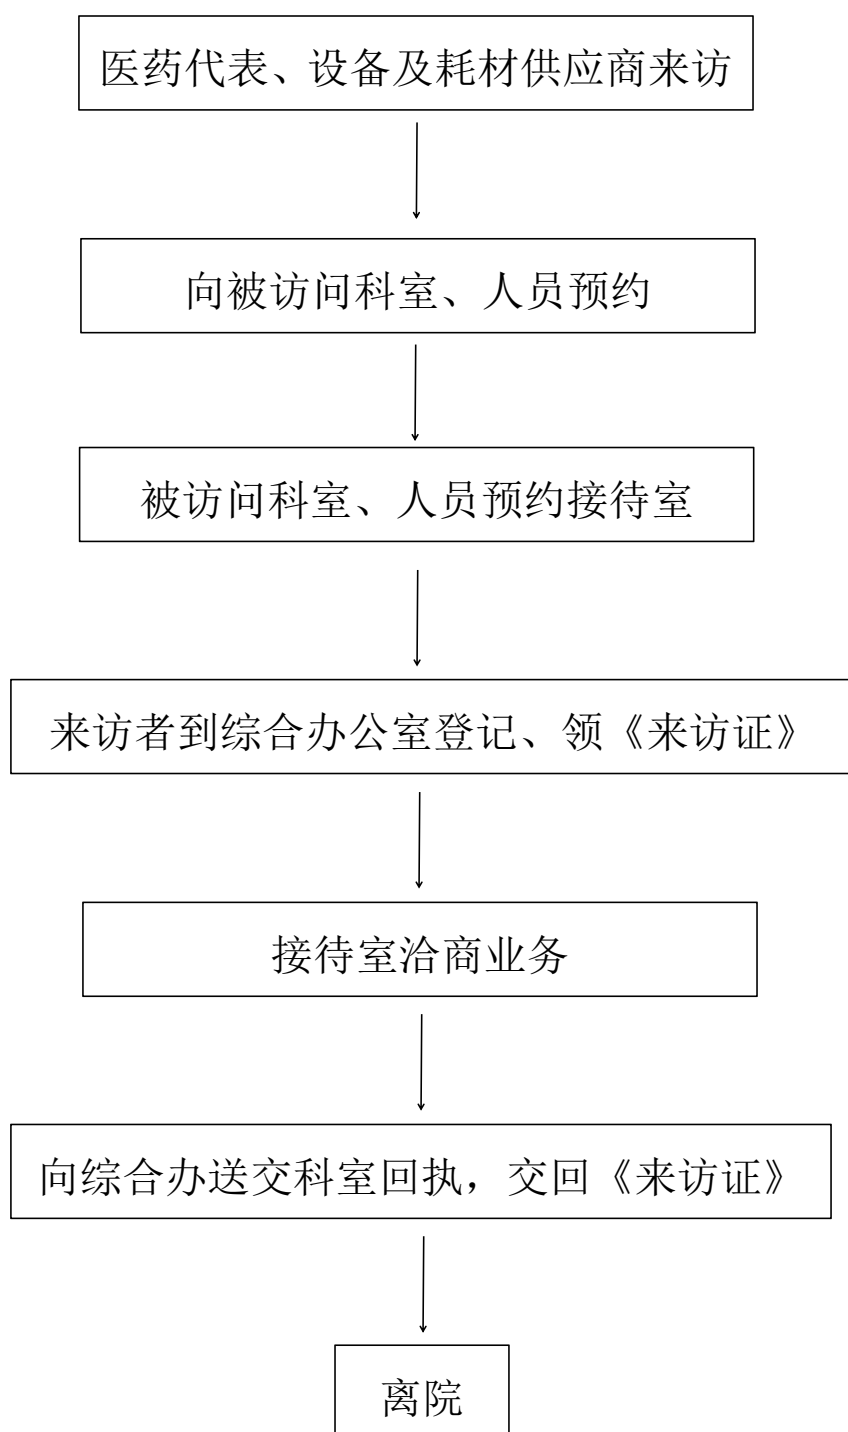 医药代表、设备及耗材供应商来访
向被访问科室、人员预约
被访问科室、人员预约接待室
来访者到综合办公室登记、领《来访证》
接待室洽商业务
向综合办送交科室回执，交回《来访证》
离院